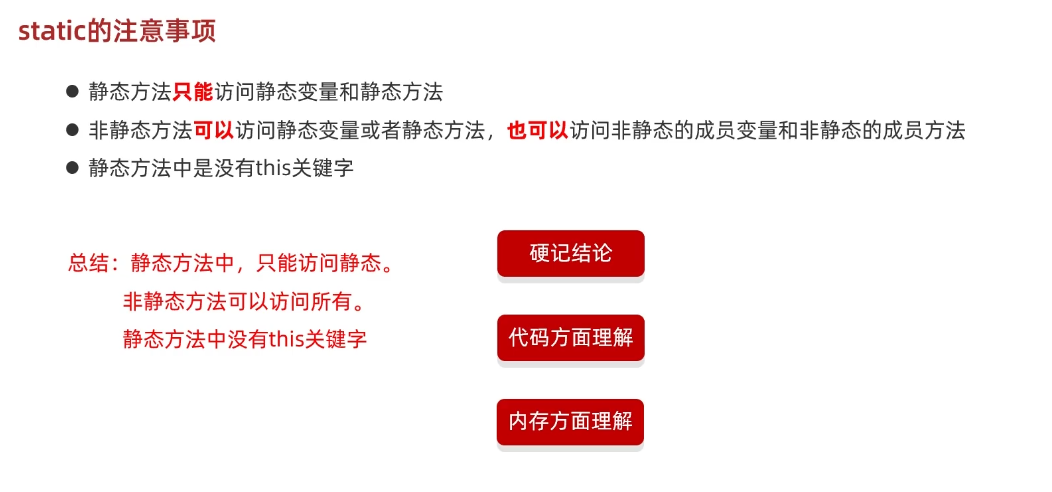 static的注意事项
● 静态方法只能访问静态变量和静态方法
● 非静态方法可以访问静态变量或者静态方法，也可以访问非静态的成员变量和非静态的成员方法
● 静态方法中是没有this关键字
总结：静态方法中，只能访问静态。
非静态方法可以访问所有。
静态方法中没有this关键字
硬记结论
代码方面理解
内存方面理解